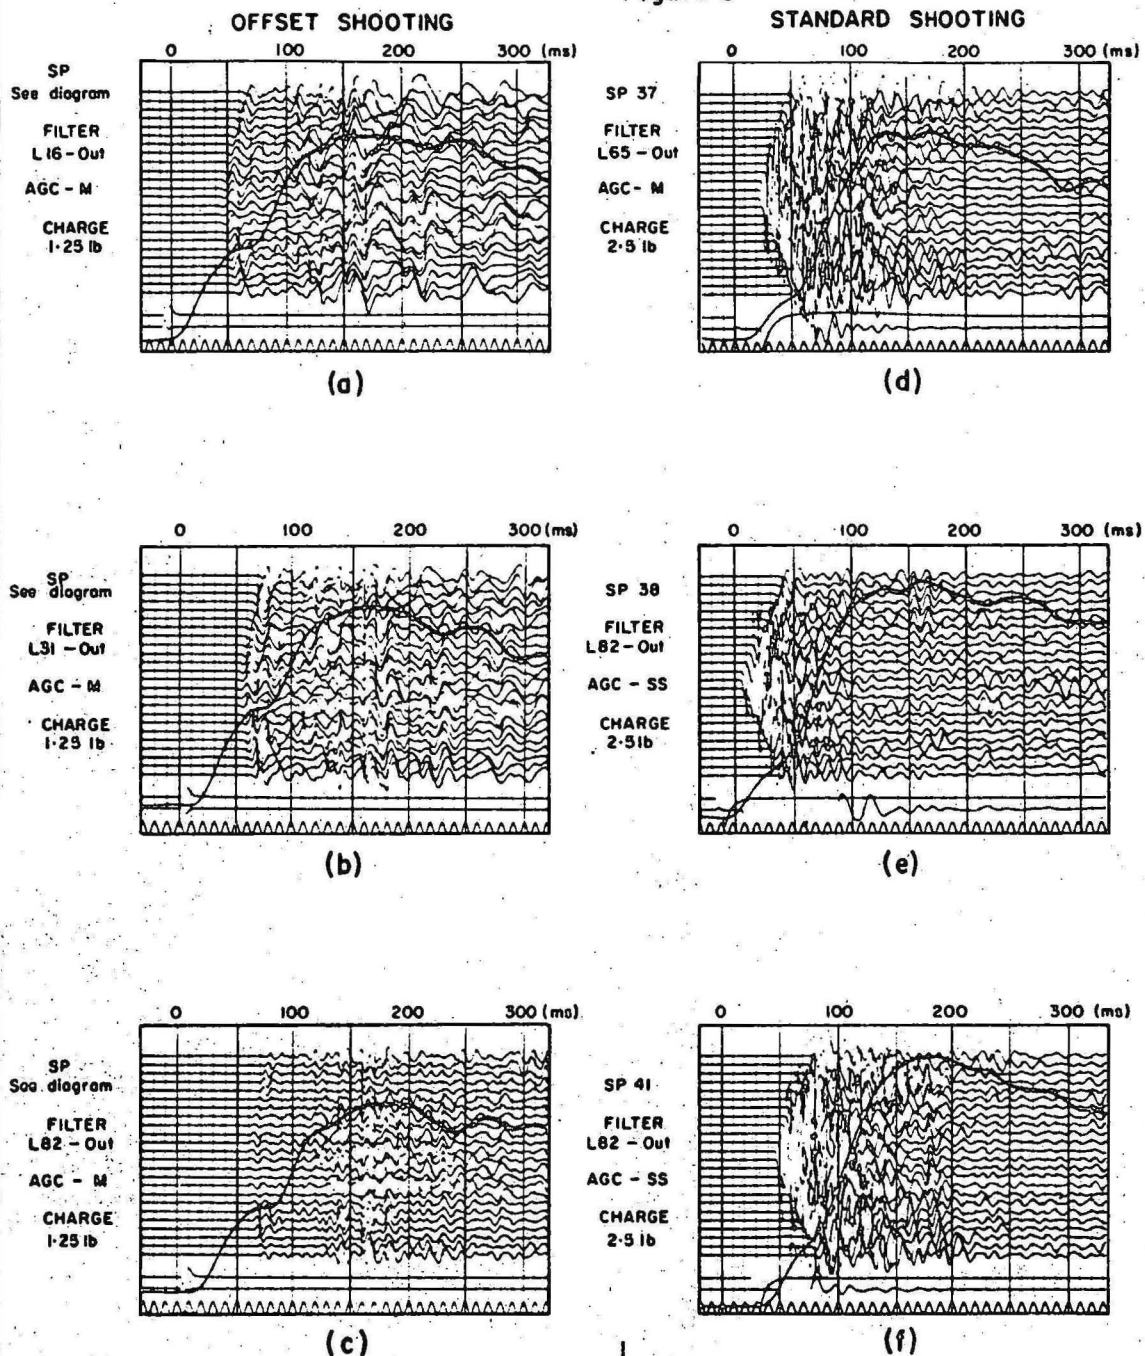 OFFSET SHOOTING
STANDARD SHOOTING
0 100 200 300 (ms)
SP
See diagram
FILTER
L16-Out
AGC-M
CHARGE
1·25 lb
(a)
0 100 200 300 (ms)
SP 37
FILTER
L65-Out
AGC-M
CHARGE
2·5 lb
(d)
0 100 200 300 (ms)
SP
See diagram
FILTER
L31-Out
AGC-M
CHARGE
1·25 lb
(b)
0 100 200 300 (ms)
SP 38
FILTER
L82-Out
AGC-SS
CHARGE
2·5 lb
(e)
0 100 200 300 (ms)
SP
See diagram
FILTER
L82-Out
AGC-M
CHARGE
1·25 lb
(c)
0 100 200 300 (ms)
SP 41
FILTER
L82-Out
AGC-SS
CHARGE
2·5 lb
(f)